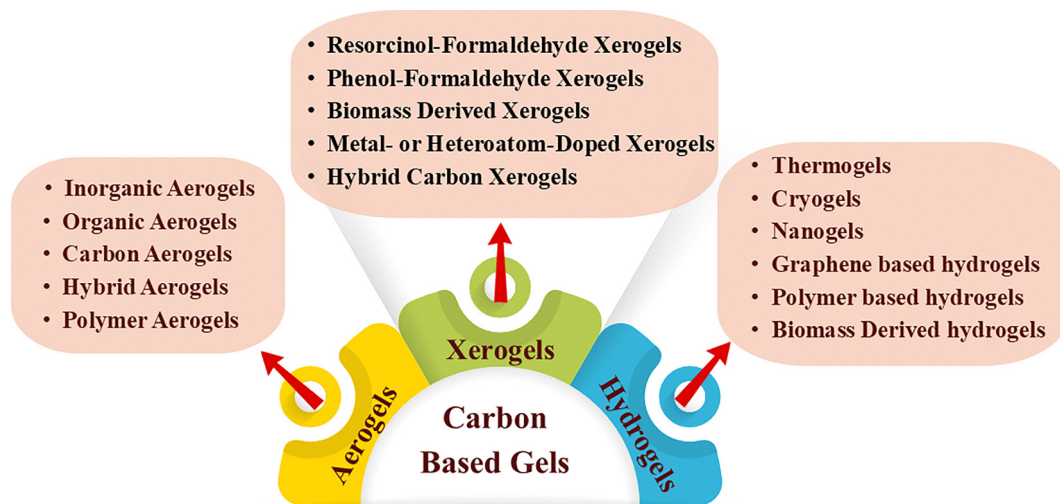 • Resorcinol-Formaldehyde Xerogels
• Phenol-Formaldehyde Xerogels
• Biomass Derived Xerogels
• Metal- or Heteroatom-Doped Xerogels
• Hybrid Carbon Xerogels
• Inorganic Aerogels
• Organic Aerogels
• Carbon Aerogels
• Hybrid Aerogels
• Polymer Aerogels
• Thermogels
• Cryogels
• Nanogels
• Graphene based hydrogels
• Polymer based hydrogels
• Biomass Derived hydrogels
Aerogels
Xerogels
Hydrogels
Carbon
Based Gels